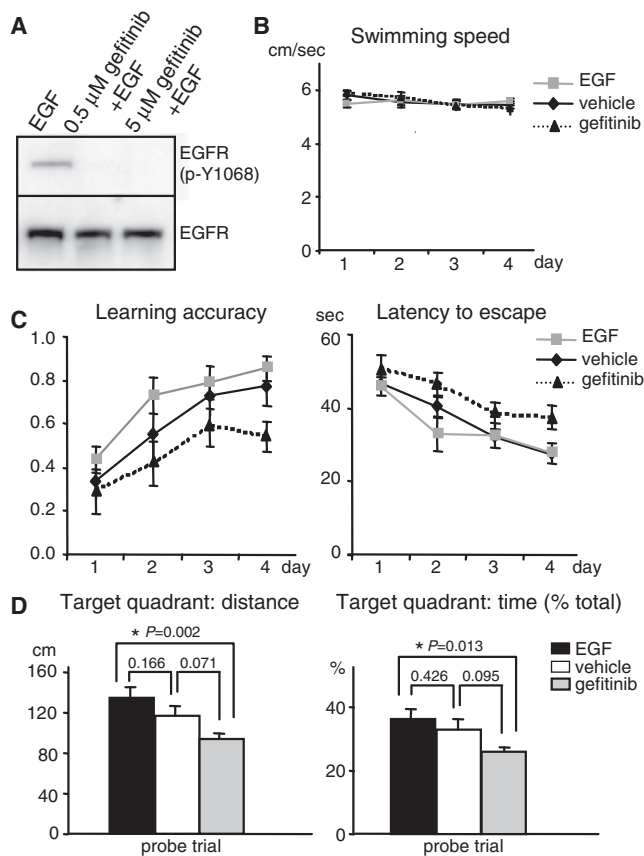 A
EGF
0.5 µM gefitinib
+EGF
5 µM gefitinib
+EGF
EGFR
(p-Y1068)
EGFR
B
Swimming speed
cm/sec
8
6
4
2
0
1 2 3 4 day
EGF
vehicle
gefitinib
C
Learning accuracy
1.0
0.8
0.6
0.4
0.2
0.0
1 2 3 4 day
Latency to escape
sec
60
40
20
0
1 2 3 4 day
EGF
vehicle
gefitinib
D
Target quadrant: distance
cm
160
120
80
40
0
* P=0.002
0.166
0.071
probe trial
Target quadrant: time (% total)
%
40
20
0
* P=0.013
0.426
0.095
probe trial
EGF
vehicle
gefitinib